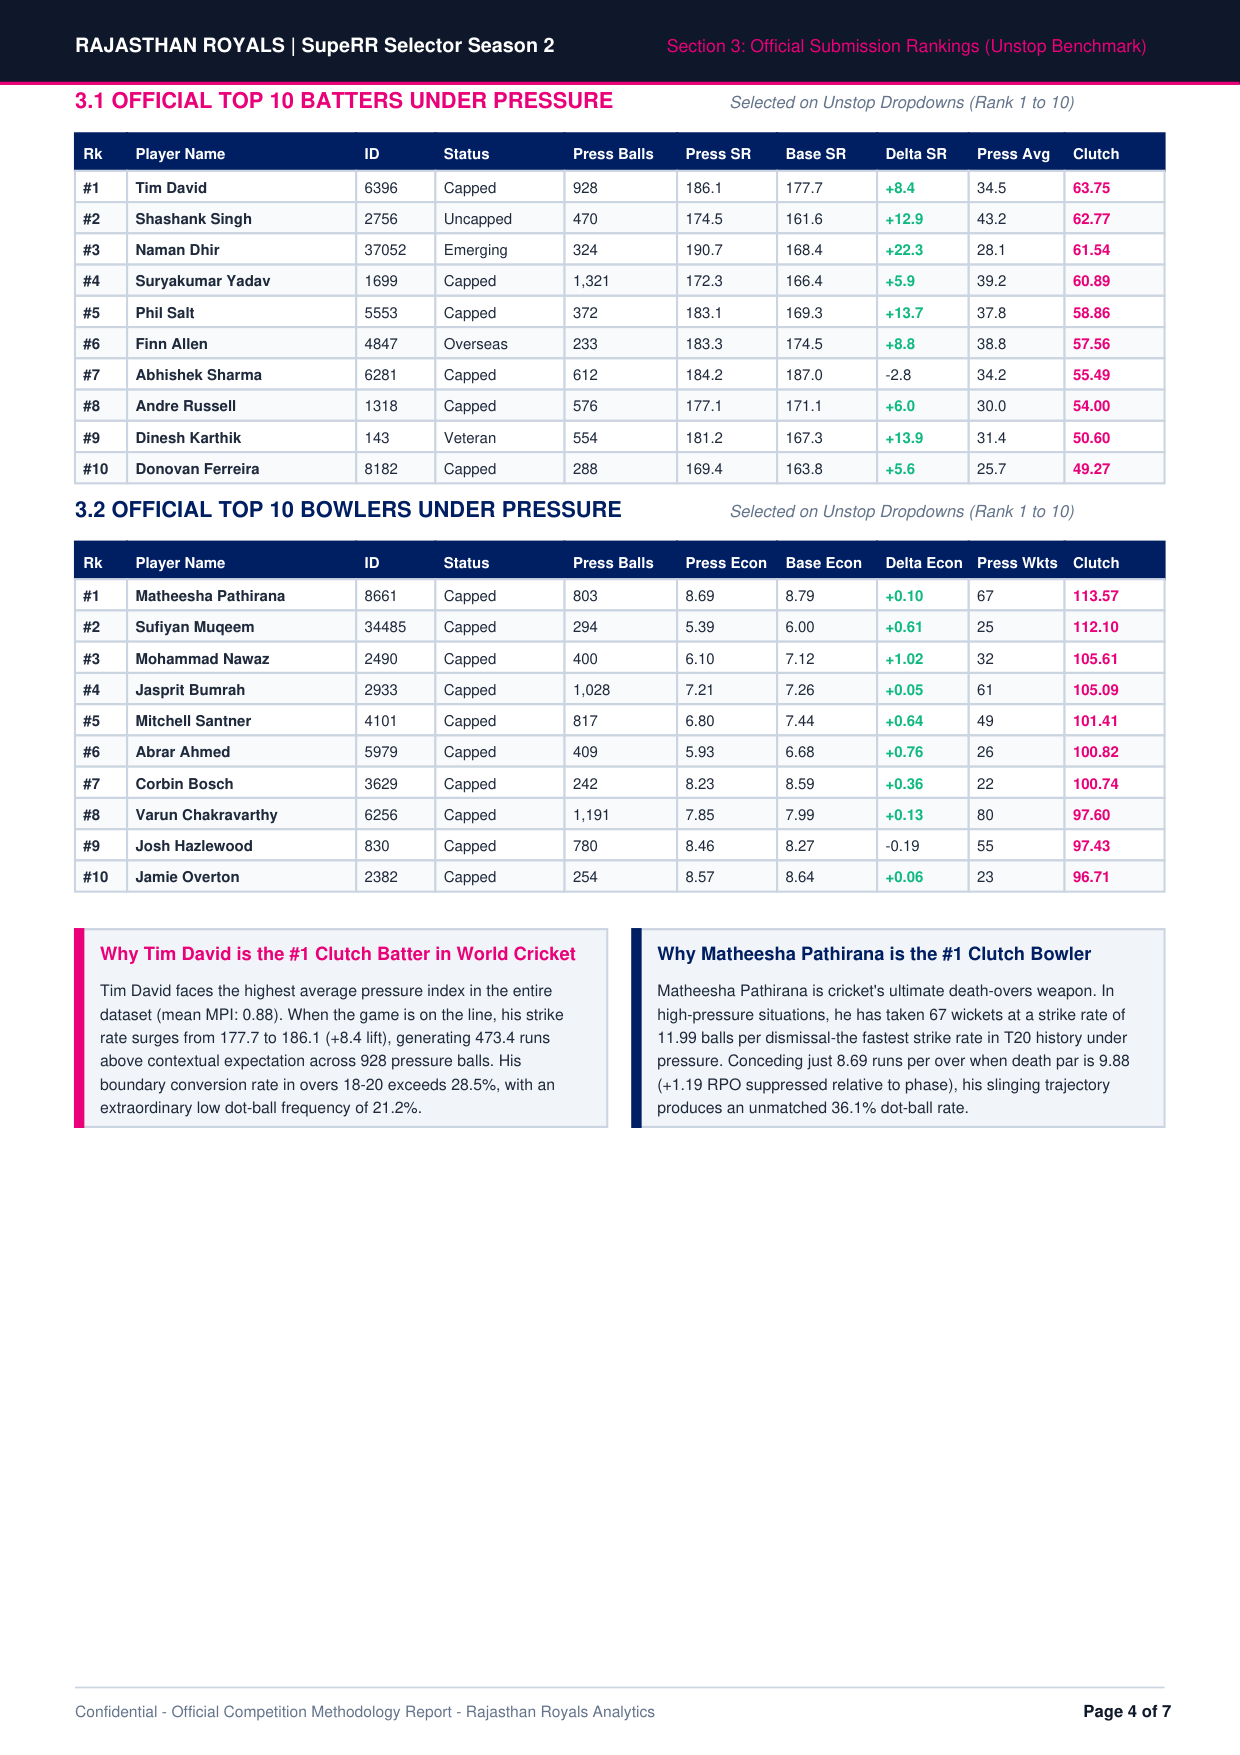 RAJASTHAN ROYALS | SupeRR Selector Season 2
Section 3: Official Submission Rankings (Unstop Benchmark)
3.1 OFFICIAL TOP 10 BATTERS UNDER PRESSURE
Selected on Unstop Dropdowns (Rank 1 to 10)
Rk Player Name ID Status Press Balls Press SR Base SR Delta SR Press Avg Clutch
#1 Tim David 6396 Capped 928 186.1 177.7 +8.4 34.5 63.75
#2 Shashank Singh 2756 Uncapped 470 174.5 161.6 +12.9 43.2 62.77
#3 Naman Dhir 37052 Emerging 324 190.7 168.4 +22.3 28.1 61.54
#4 Suryakumar Yadav 1699 Capped 1,321 172.3 166.4 +5.9 39.2 60.89
#5 Phil Salt 5553 Capped 372 183.1 169.3 +13.7 37.8 58.86
#6 Finn Allen 4847 Overseas 233 183.3 174.5 +8.8 38.8 57.56
#7 Abhishek Sharma 6281 Capped 612 184.2 187.0 -2.8 34.2 55.49
#8 Andre Russell 1318 Capped 576 177.1 171.1 +6.0 30.0 54.00
#9 Dinesh Karthik 143 Veteran 554 181.2 167.3 +13.9 31.4 50.60
#10 Donovan Ferreira 8182 Capped 288 169.4 163.8 +5.6 25.7 49.27
3.2 OFFICIAL TOP 10 BOWLERS UNDER PRESSURE
Selected on Unstop Dropdowns (Rank 1 to 10)
Rk Player Name ID Status Press Balls Press Econ Base Econ Delta Econ Press Wkts Clutch
#1 Matheesha Pathirana 8661 Capped 803 8.69 8.79 +0.10 67 113.57
#2 Sufiyan Muqeem 34485 Capped 294 5.39 6.00 +0.61 25 112.10
#3 Mohammad Nawaz 2490 Capped 400 6.10 7.12 +1.02 32 105.61
#4 Jasprit Bumrah 2933 Capped 1,028 7.21 7.26 +0.05 61 105.09
#5 Mitchell Santner 4101 Capped 817 6.80 7.44 +0.64 49 101.41
#6 Abrar Ahmed 5979 Capped 409 5.93 6.68 +0.76 26 100.82
#7 Corbin Bosch 3629 Capped 242 8.23 8.59 +0.36 22 100.74
#8 Varun Chakravarthy 6256 Capped 1,191 7.85 7.99 +0.13 80 97.60
#9 Josh Hazlewood 830 Capped 780 8.46 8.27 -0.19 55 97.43
#10 Jamie Overton 2382 Capped 254 8.57 8.64 +0.06 23 96.71
Why Tim David is the #1 Clutch Batter in World Cricket
Tim David faces the highest average pressure index in the entire
dataset (mean MPI: 0.88). When the game is on the line, his strike
rate surges from 177.7 to 186.1 (+8.4 lift), generating 473.4 runs
above contextual expectation across 928 pressure balls. His
boundary conversion rate in overs 18-20 exceeds 28.5%, with an
extraordinary low dot-ball frequency of 21.2%.
Why Matheesha Pathirana is the #1 Clutch Bowler
Matheesha Pathirana is cricket's ultimate death-overs weapon. In
high-pressure situations, he has taken 67 wickets at a strike rate of
11.99 balls per dismissal-the fastest strike rate in T20 history under
pressure. Conceding just 8.69 runs per over when death par is 9.88
(+1.19 RPO suppressed relative to phase), his slinging trajectory
produces an unmatched 36.1% dot-ball rate.
Confidential - Official Competition Methodology Report - Rajasthan Royals Analytics
Page 4 of 7